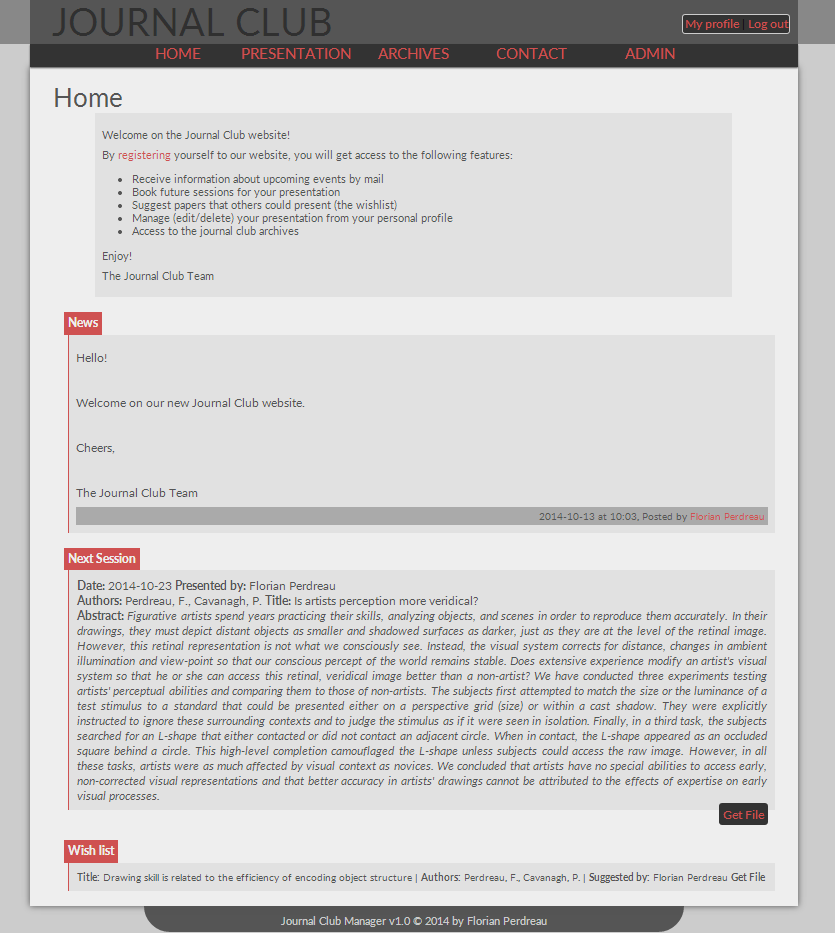 JOURNAL CLUB
My profile | Log out
HOME PRESENTATION ARCHIVES CONTACT ADMIN
Home
Welcome on the Journal Club website!
By registering yourself to our website, you will get access to the following features:
• Receive information about upcoming events by mail
• Book future sessions for your presentation
• Suggest papers that others could present (the wishlist)
• Manage (edit/delete) your presentation from your personal profile
• Access to the journal club archives
Enjoy!
The Journal Club Team
News
Hello!
Welcome on our new Journal Club website.
Cheers,
The Journal Club Team
2014-10-13 at 10:03, Posted by Florian Perdreau
Next Session
Date: 2014-10-23 Presented by: Florian Perdreau
Authors: Perdreau, F., Cavanagh, P. Title: Is artists perception more veridical?
Abstract: Figurative artists spend years practicing their skills, analyzing objects, and scenes in order to reproduce them accurately. In their
drawings, they must depict distant objects as smaller and shadowed surfaces as darker, just as they are at the level of the retinal image.
However, this retinal representation is not what we consciously see. Instead, the visual system corrects for distance, changes in ambient
illumination and view-point so that our conscious percept of the world remains stable. Does extensive experience modify an artist's visual
system so that he or she can access this retinal, veridical image better than a non-artist? We have conducted three experiments testing
artists' perceptual abilities and comparing them to those of non-artists. The subjects first attempted to match the size or the luminance of a
test stimulus to a standard that could be presented either on a perspective grid (size) or within a cast shadow. They were explicitly
instructed to ignore these surrounding contexts and to judge the stimulus as if it were seen in isolation. Finally, in a third task, the subjects
searched for an L-shape that either contacted or did not contact an adjacent circle. When in contact, the L-shape appeared as an occluded
square behind a circle. This high-level completion camouflaged the L-shape unless subjects could access the raw image. However, in all
these tasks, artists were as much affected by visual context as novices. We concluded that artists have no special abilities to access early,
non-corrected visual representations and that better accuracy in artists' drawings cannot be attributed to the effects of expertise on early
visual processes.
Get File
Wish list
Title: Drawing skill is related to the efficiency of encoding object structure | Authors: Perdreau, F., Cavanagh, P. | Suggested by: Florian Perdreau Get File
Journal Club Manager v1.0 © 2014 by Florian Perdreau